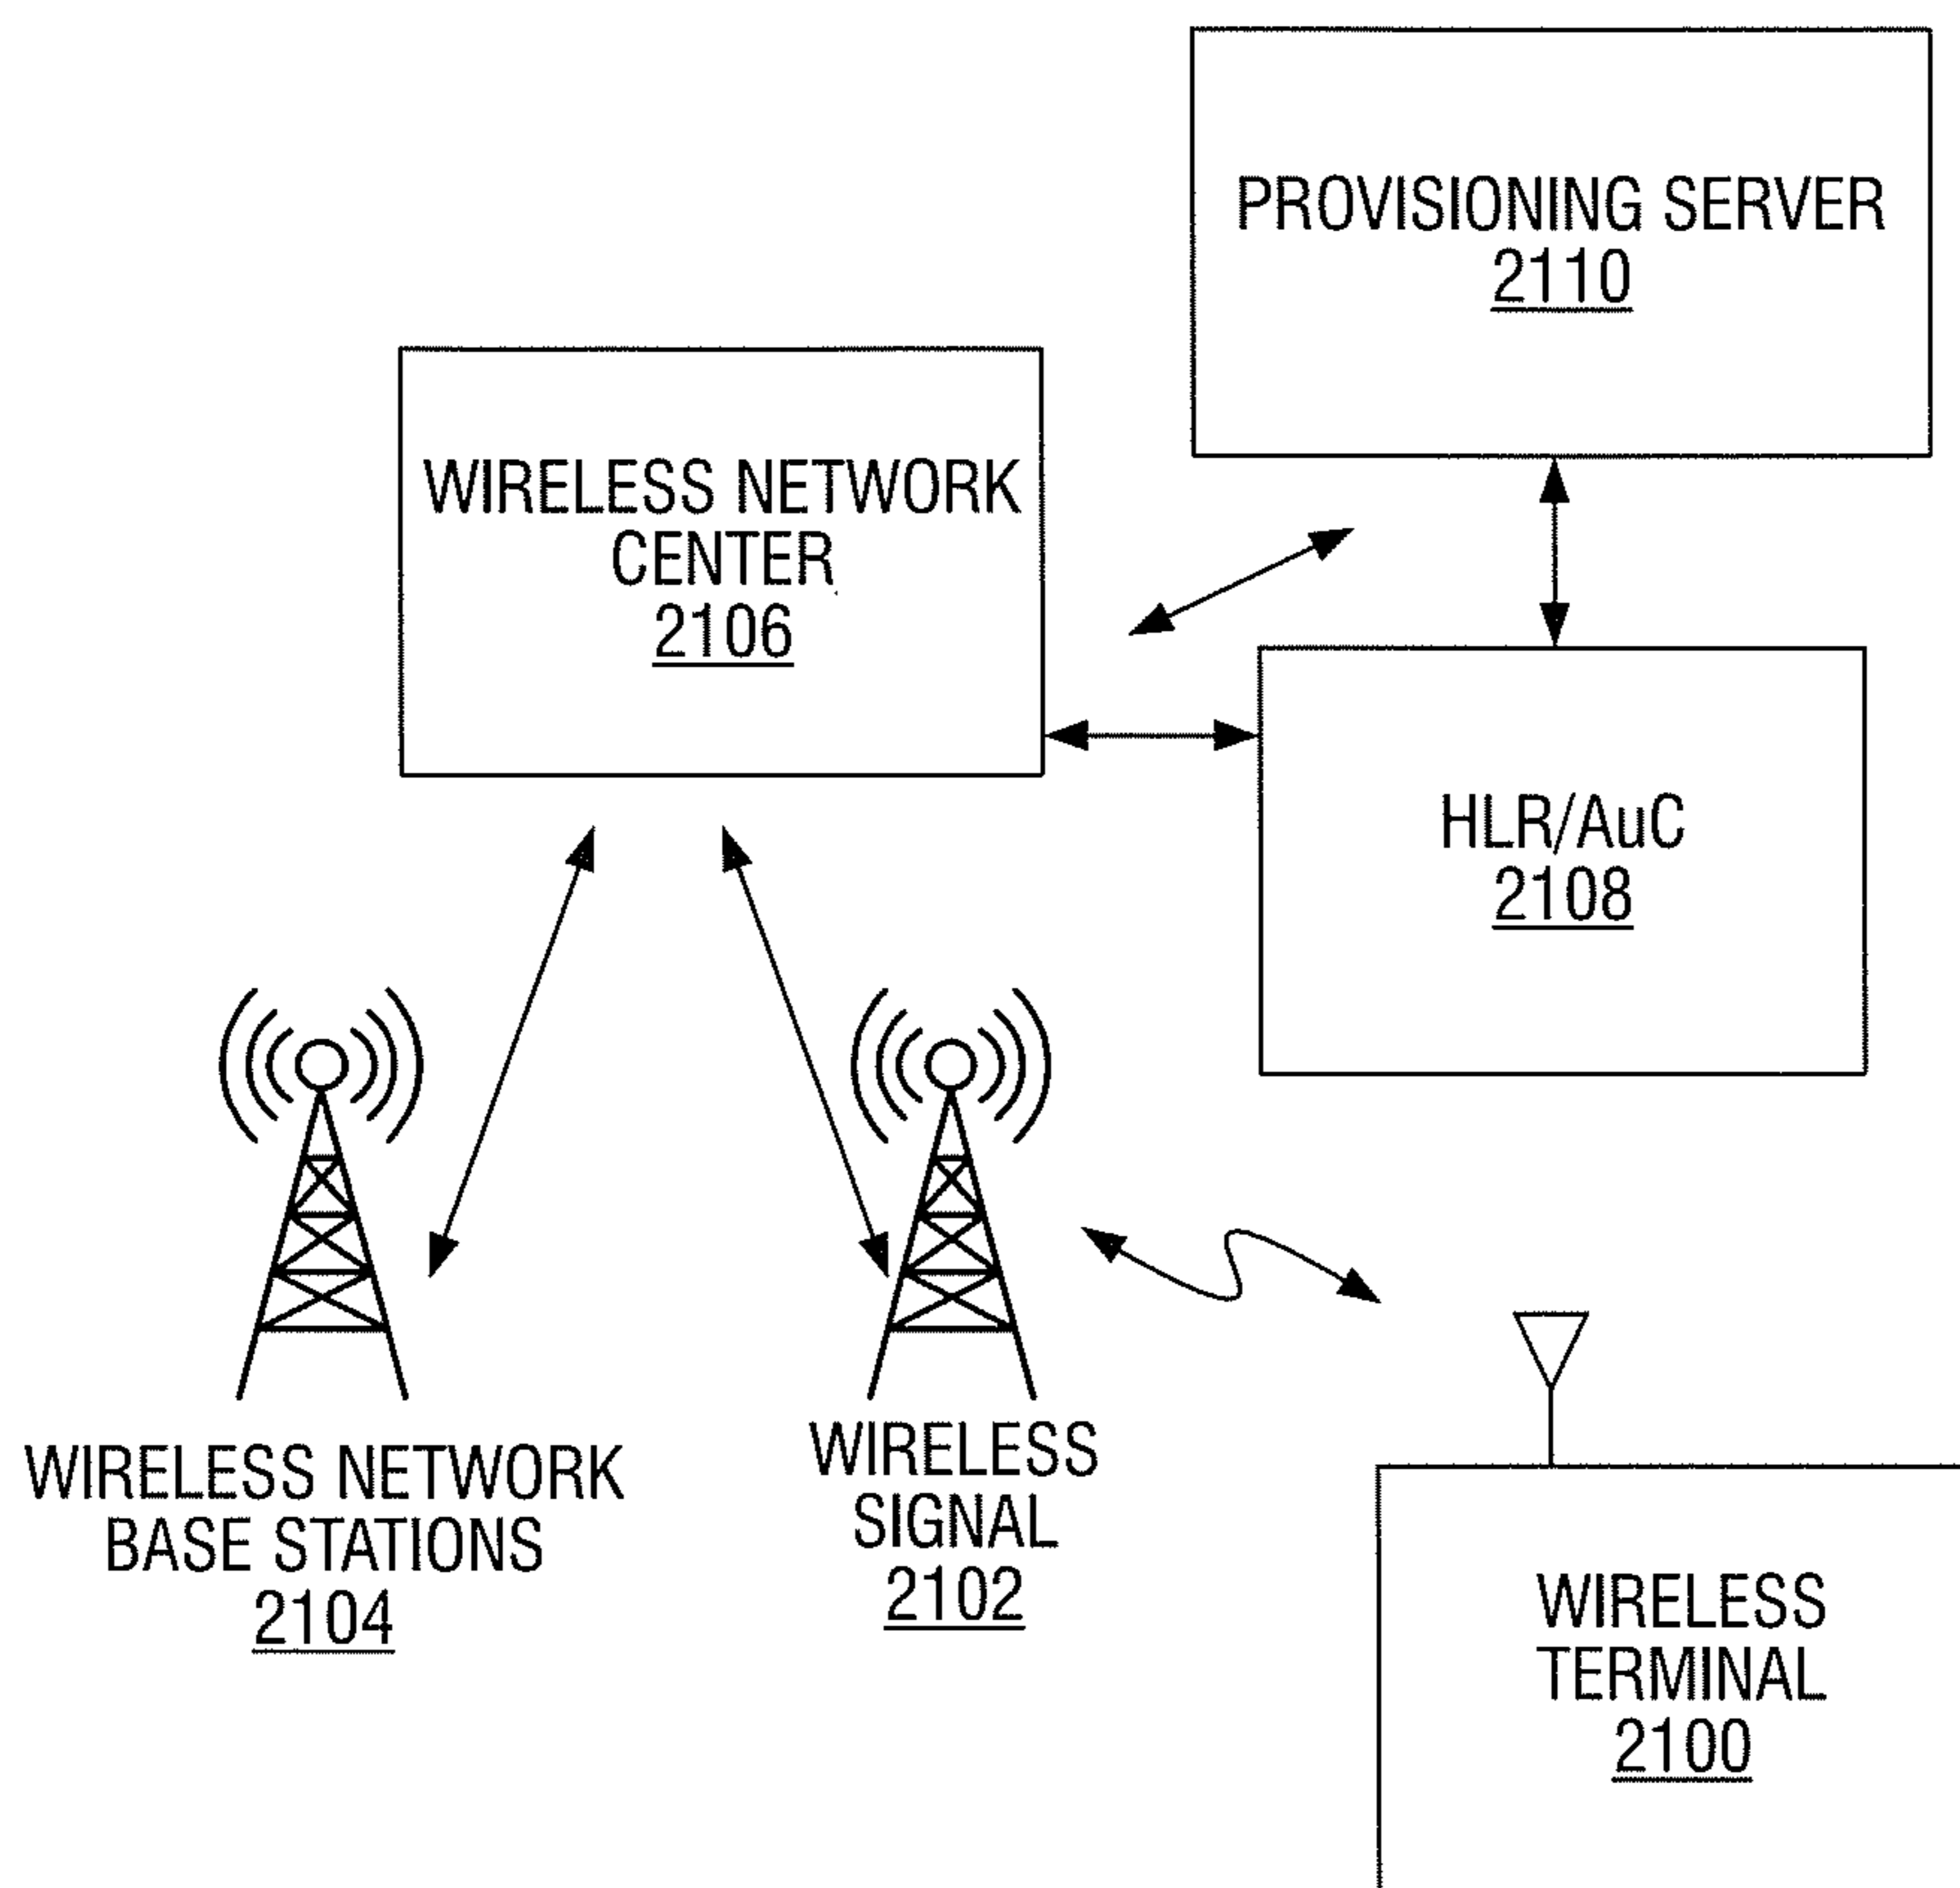 PROVISIONING SERVER
2110
WIRELESS NETWORK
CENTER
2106
HLR/AuC
2108
WIRELESS NETWORK
BASE STATIONS
2104
WIRELESS
SIGNAL
2102
WIRELESS
TERMINAL
2100